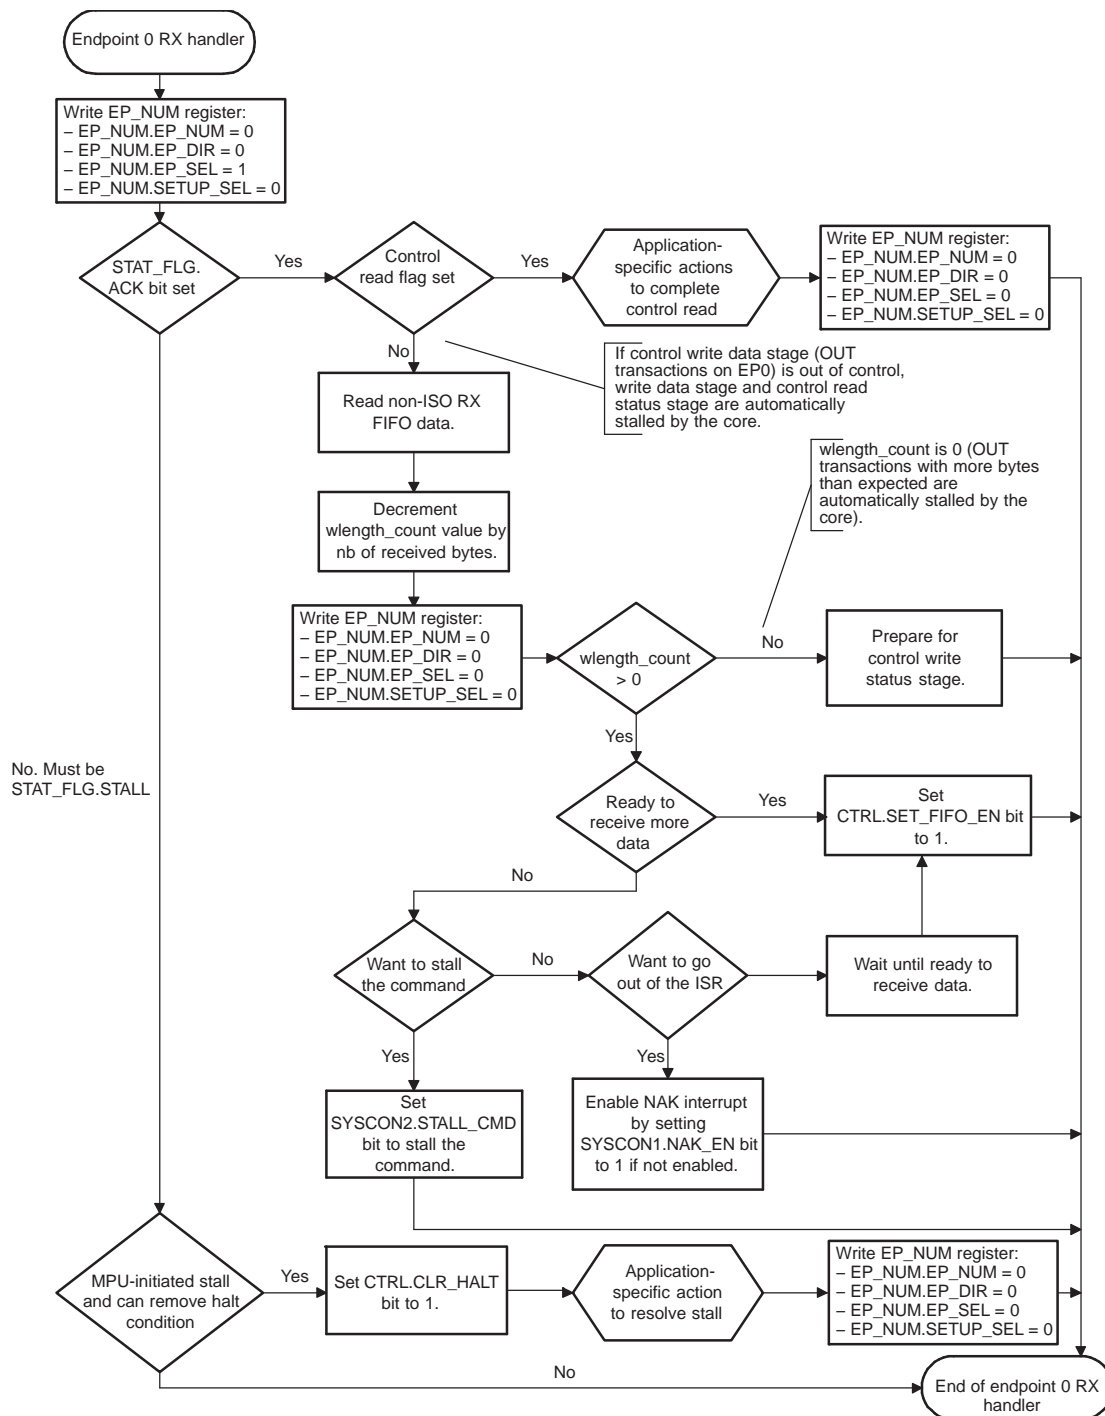 Endpoint 0 RX handler
Write EP_NUM register:
– EP_NUM.EP_NUM = 0
– EP_NUM.EP_DIR = 0
– EP_NUM.EP_SEL = 1
– EP_NUM.SETUP_SEL = 0
STAT_FLG.
ACK bit set
Yes
Control
read flag set
Yes
Application-
specific actions
to complete
control read
Write EP_NUM register:
– EP_NUM.EP_NUM = 0
– EP_NUM.EP_DIR = 0
– EP_NUM.EP_SEL = 0
– EP_NUM.SETUP_SEL = 0
No
If control write data stage (OUT
transactions on EP0) is out of control,
write data stage and control read
status stage are automatically
stalled by the core.
Read non-ISO RX
FIFO data.
wlength_count is 0 (OUT
transactions with more bytes
than expected are
automatically stalled by the
core).
Decrement
wlength_count value by
nb of received bytes.
Write EP_NUM register:
– EP_NUM.EP_NUM = 0
– EP_NUM.EP_DIR = 0
– EP_NUM.EP_SEL = 0
– EP_NUM.SETUP_SEL = 0
wlength_count
> 0
No
Prepare for
control write
status stage.
Yes
No. Must be
STAT_FLG.STALL
Ready to
receive more
data
Yes
Set
CTRL.SET_FIFO_EN bit
to 1.
No
Want to stall
the command
No
Want to go
out of the ISR
Wait until ready to
receive data.
Yes
Yes
Set
SYSCON2.STALL_CMD
bit to stall the
command.
Enable NAK interrupt
by setting
SYSCON1.NAK_EN bit
to 1 if not enabled.
MPU-initiated stall
and can remove halt
condition
Yes
Set CTRL.CLR_HALT
bit to 1.
Application-
specific action
to resolve stall
Write EP_NUM register:
– EP_NUM.EP_NUM = 0
– EP_NUM.EP_DIR = 0
– EP_NUM.EP_SEL = 0
– EP_NUM.SETUP_SEL = 0
No
End of endpoint 0 RX
handler